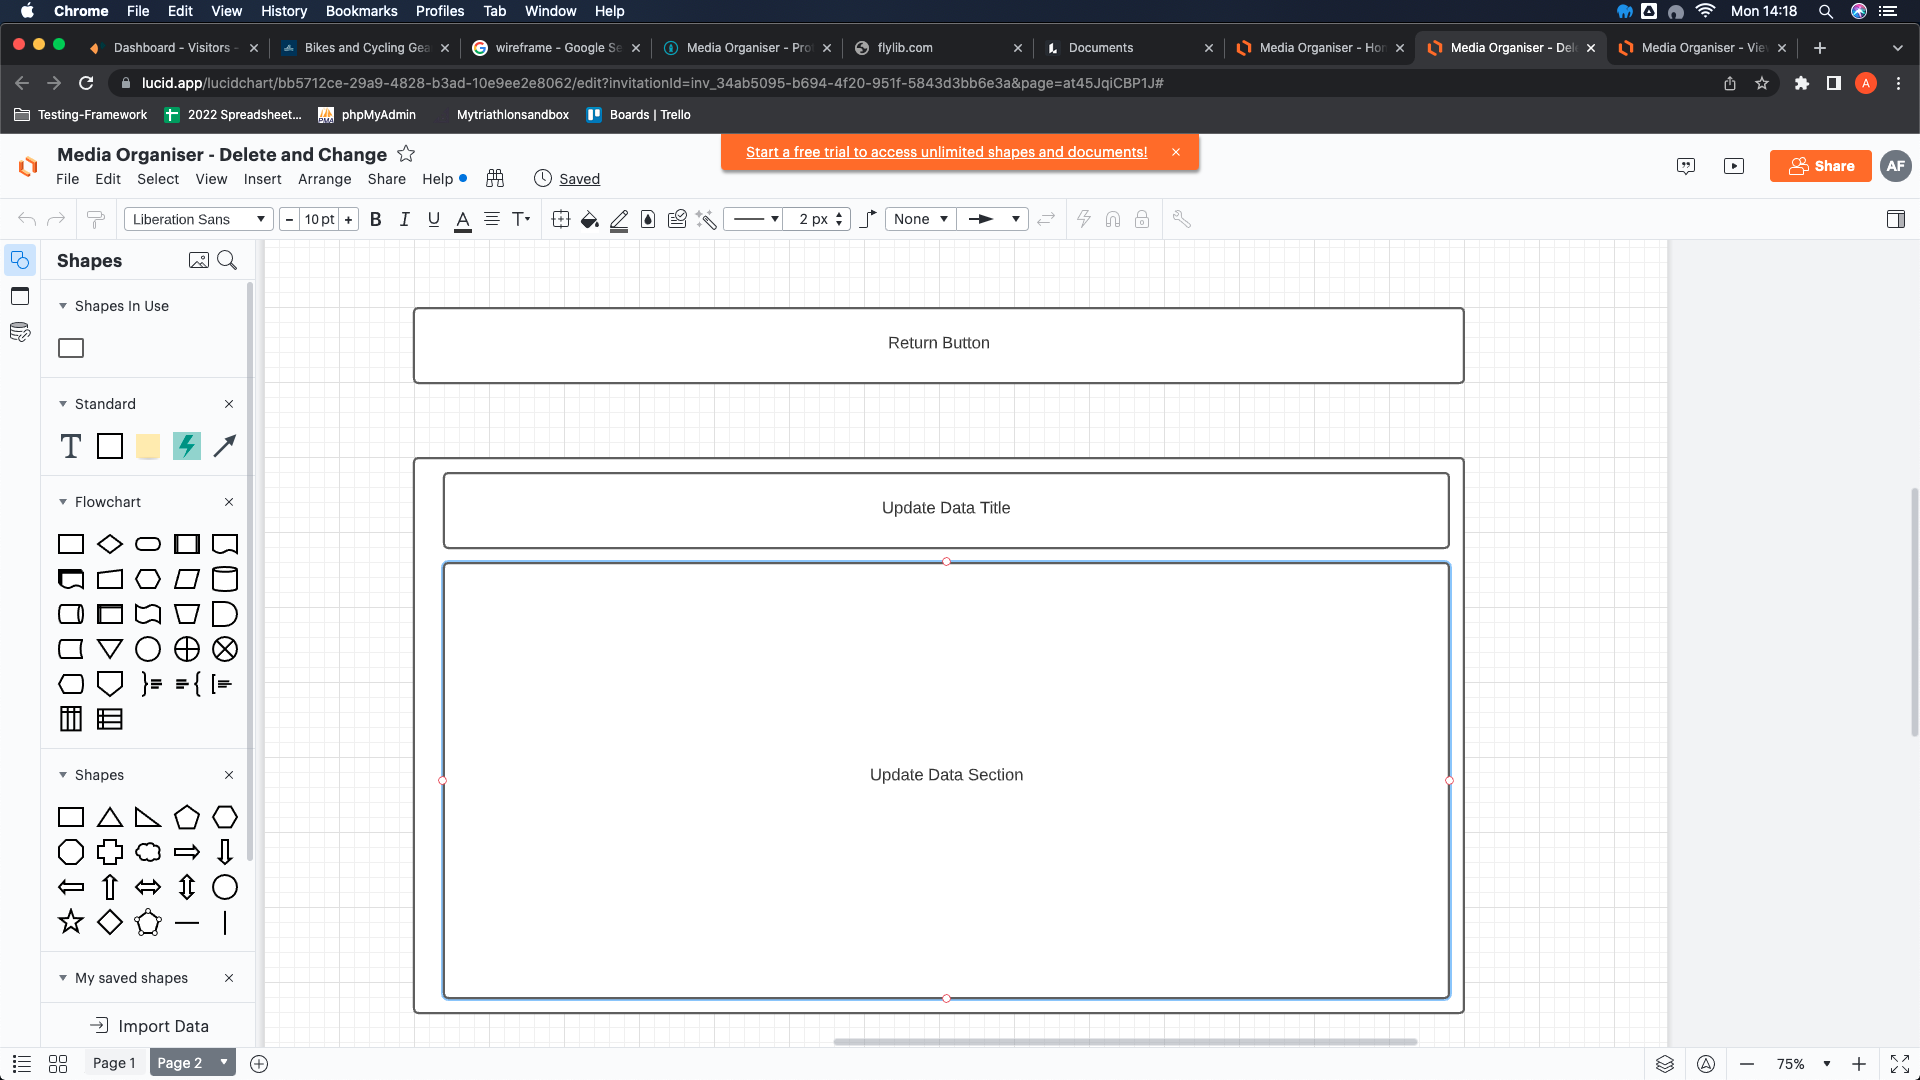 Chrome File Edit View History Bookmarks Profiles Tab Window Help Mon 14:18
Dashboard - Visitors - Bikes and Cycling Gea wireframe - Google Se Media Organiser - Pro flylib.com Documents Media Organiser - Hor Media Organiser - Del Media Organiser - Vie
lucid.app/lucidchart/bb5712ce-29a9-4828-b3ad-10e9ee2e8062/edit?invitationId=inv_34ab5095-b694-4f20-951f-5843d3bb6e3a&page=at45JqiCBP1J# A
Testing-Framework 2022 Spreadsheet... phpMyAdmin Mytriathlonsandbox Boards | Trello
Media Organiser - Delete and Change
Start a free trial to access unlimited shapes and documents!
Share AF
File Edit Select View Insert Arrange Share Help Saved
Liberation Sans 10 pt B I U A T 2 px None
Shapes
Shapes In Use
Standard
T
Flowchart
Shapes
My saved shapes
Import Data
Return Button
Update Data Title
Update Data Section
Page 1 Page 2 75%